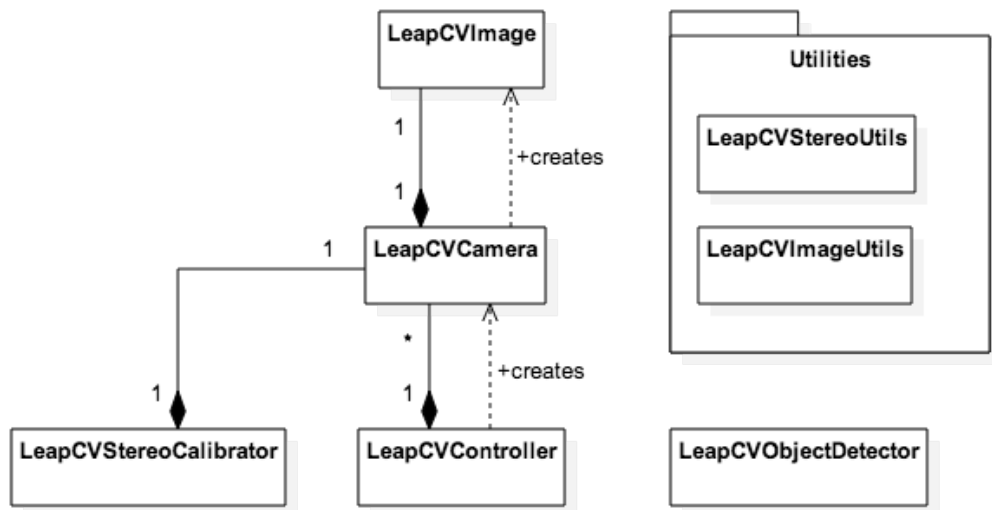 LeapCVImage
Utilities
1
LeapCVStereoUtils
+creates
1
LeapCVCamera
LeapCVImageUtils
1
*
+creates
1
1
LeapCVStereoCalibrator
LeapCVController
LeapCVObjectDetector